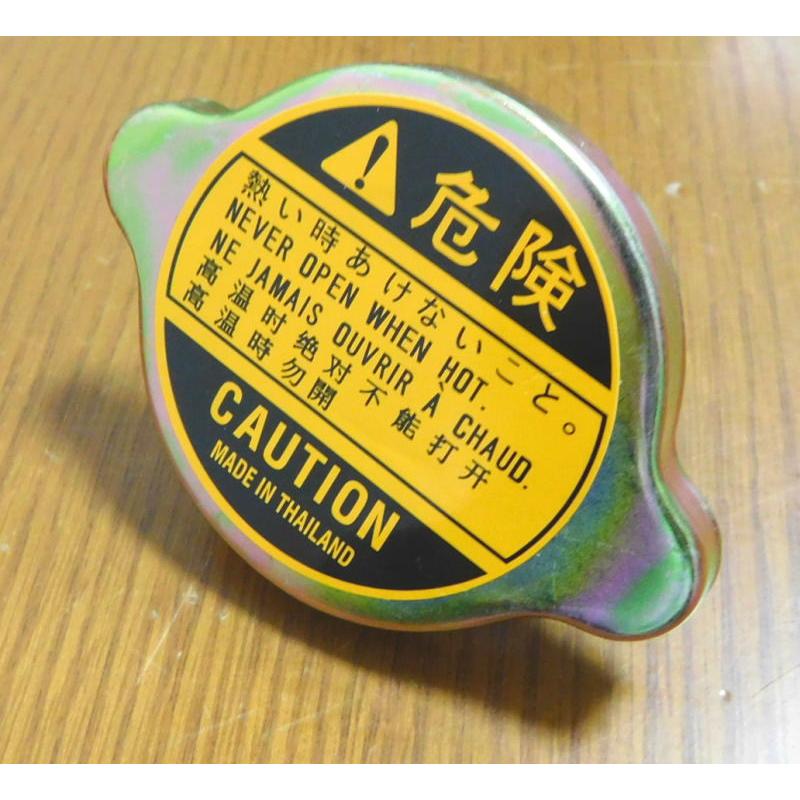 危険
熱い時あけないこと。
NEVER OPEN WHEN HOT.
NE JAMAIS OUVRIR À CHAUD.
高温时绝对不能打开
高温時勿開
CAUTION
MADE IN THAILAND